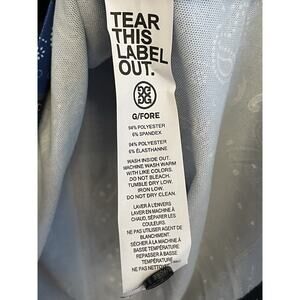 TEAR
THIS
LABEL
OUT.
G/FORE
94% POLYESTER
6% SPANDEX
94% POLYESTER
6% ÉLASTHANNE
WASH INSIDE OUT.
MACHINE WASH WARM
WITH LIKE COLORS.
DO NOT BLEACH.
TUMBLE DRY LOW.
IRON LOW.
DO NOT DRY CLEAN.
LAVER À L'ENVERS
LAVER EN MACHINE À
CHAUD, SÉPARER LES
COULEURS.
NE PAS UTILISER AGENT DE
BLANCHIMENT.
SÉCHER À LA MACHINE À
BASSE TEMPÉRATURE
REPASSER À BASSE
TEMPÉRATURE
NE PAS NETTOYE